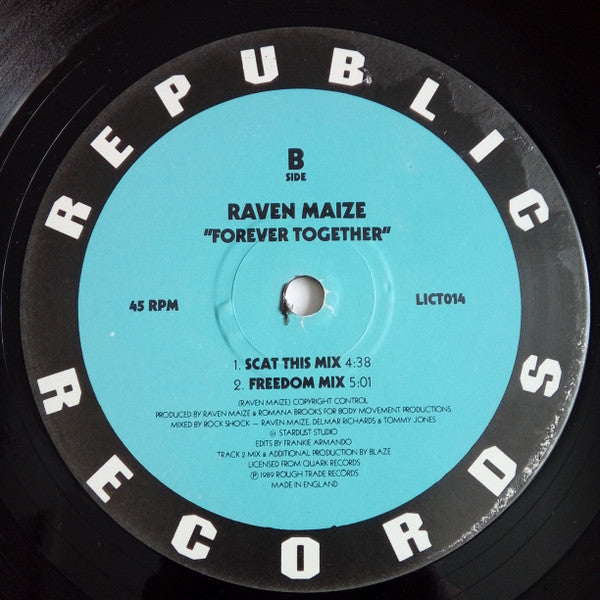 REPUBLIC
B
SIDE
RAVEN MAIZE
"FOREVER TOGETHER"
45 RPM
LICT014
1. SCAT THIS MIX 4:38
2. FREEDOM MIX 5:01
(RAVEN MAIZE) COPYRIGHT CONTROL
PRODUCED BY RAVEN MAIZE & ROMANA BROOKS FOR BODY MOVEMENT PRODUCTIONS
MIXED BY ROCK SHOCK — RAVEN MAIZE, DELMAR RICHARDS & TOMMY JONES
@ STARDUST STUDIO
EDITS BY FRANKIE ARMANDO
TRACK 2 MIX & ADDITIONAL PRODUCTION BY BLAZE
LICENSED FROM QUARK RECORDS
℗ 1989 ROUGH TRADE RECORDS
MADE IN ENGLAND
RECORDS